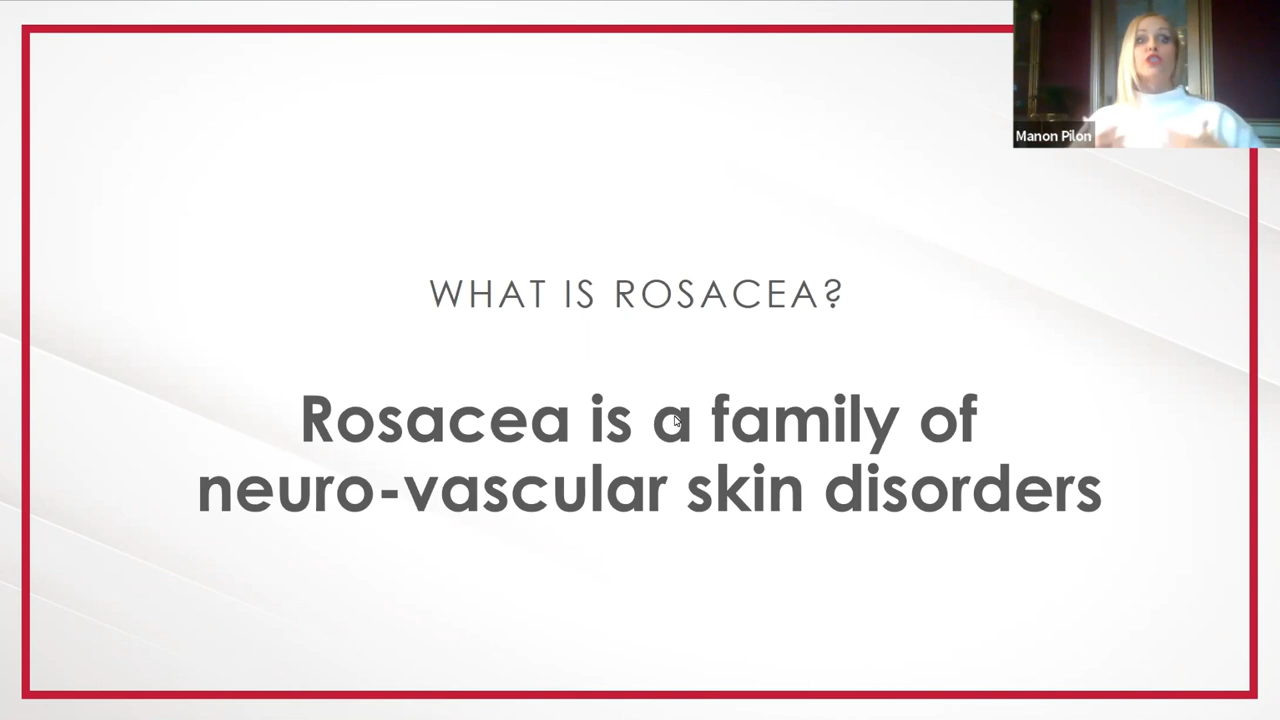 Manon Pilon
WHAT IS ROSACEA?
Rosacea is a family of
neuro-vascular skin disorders